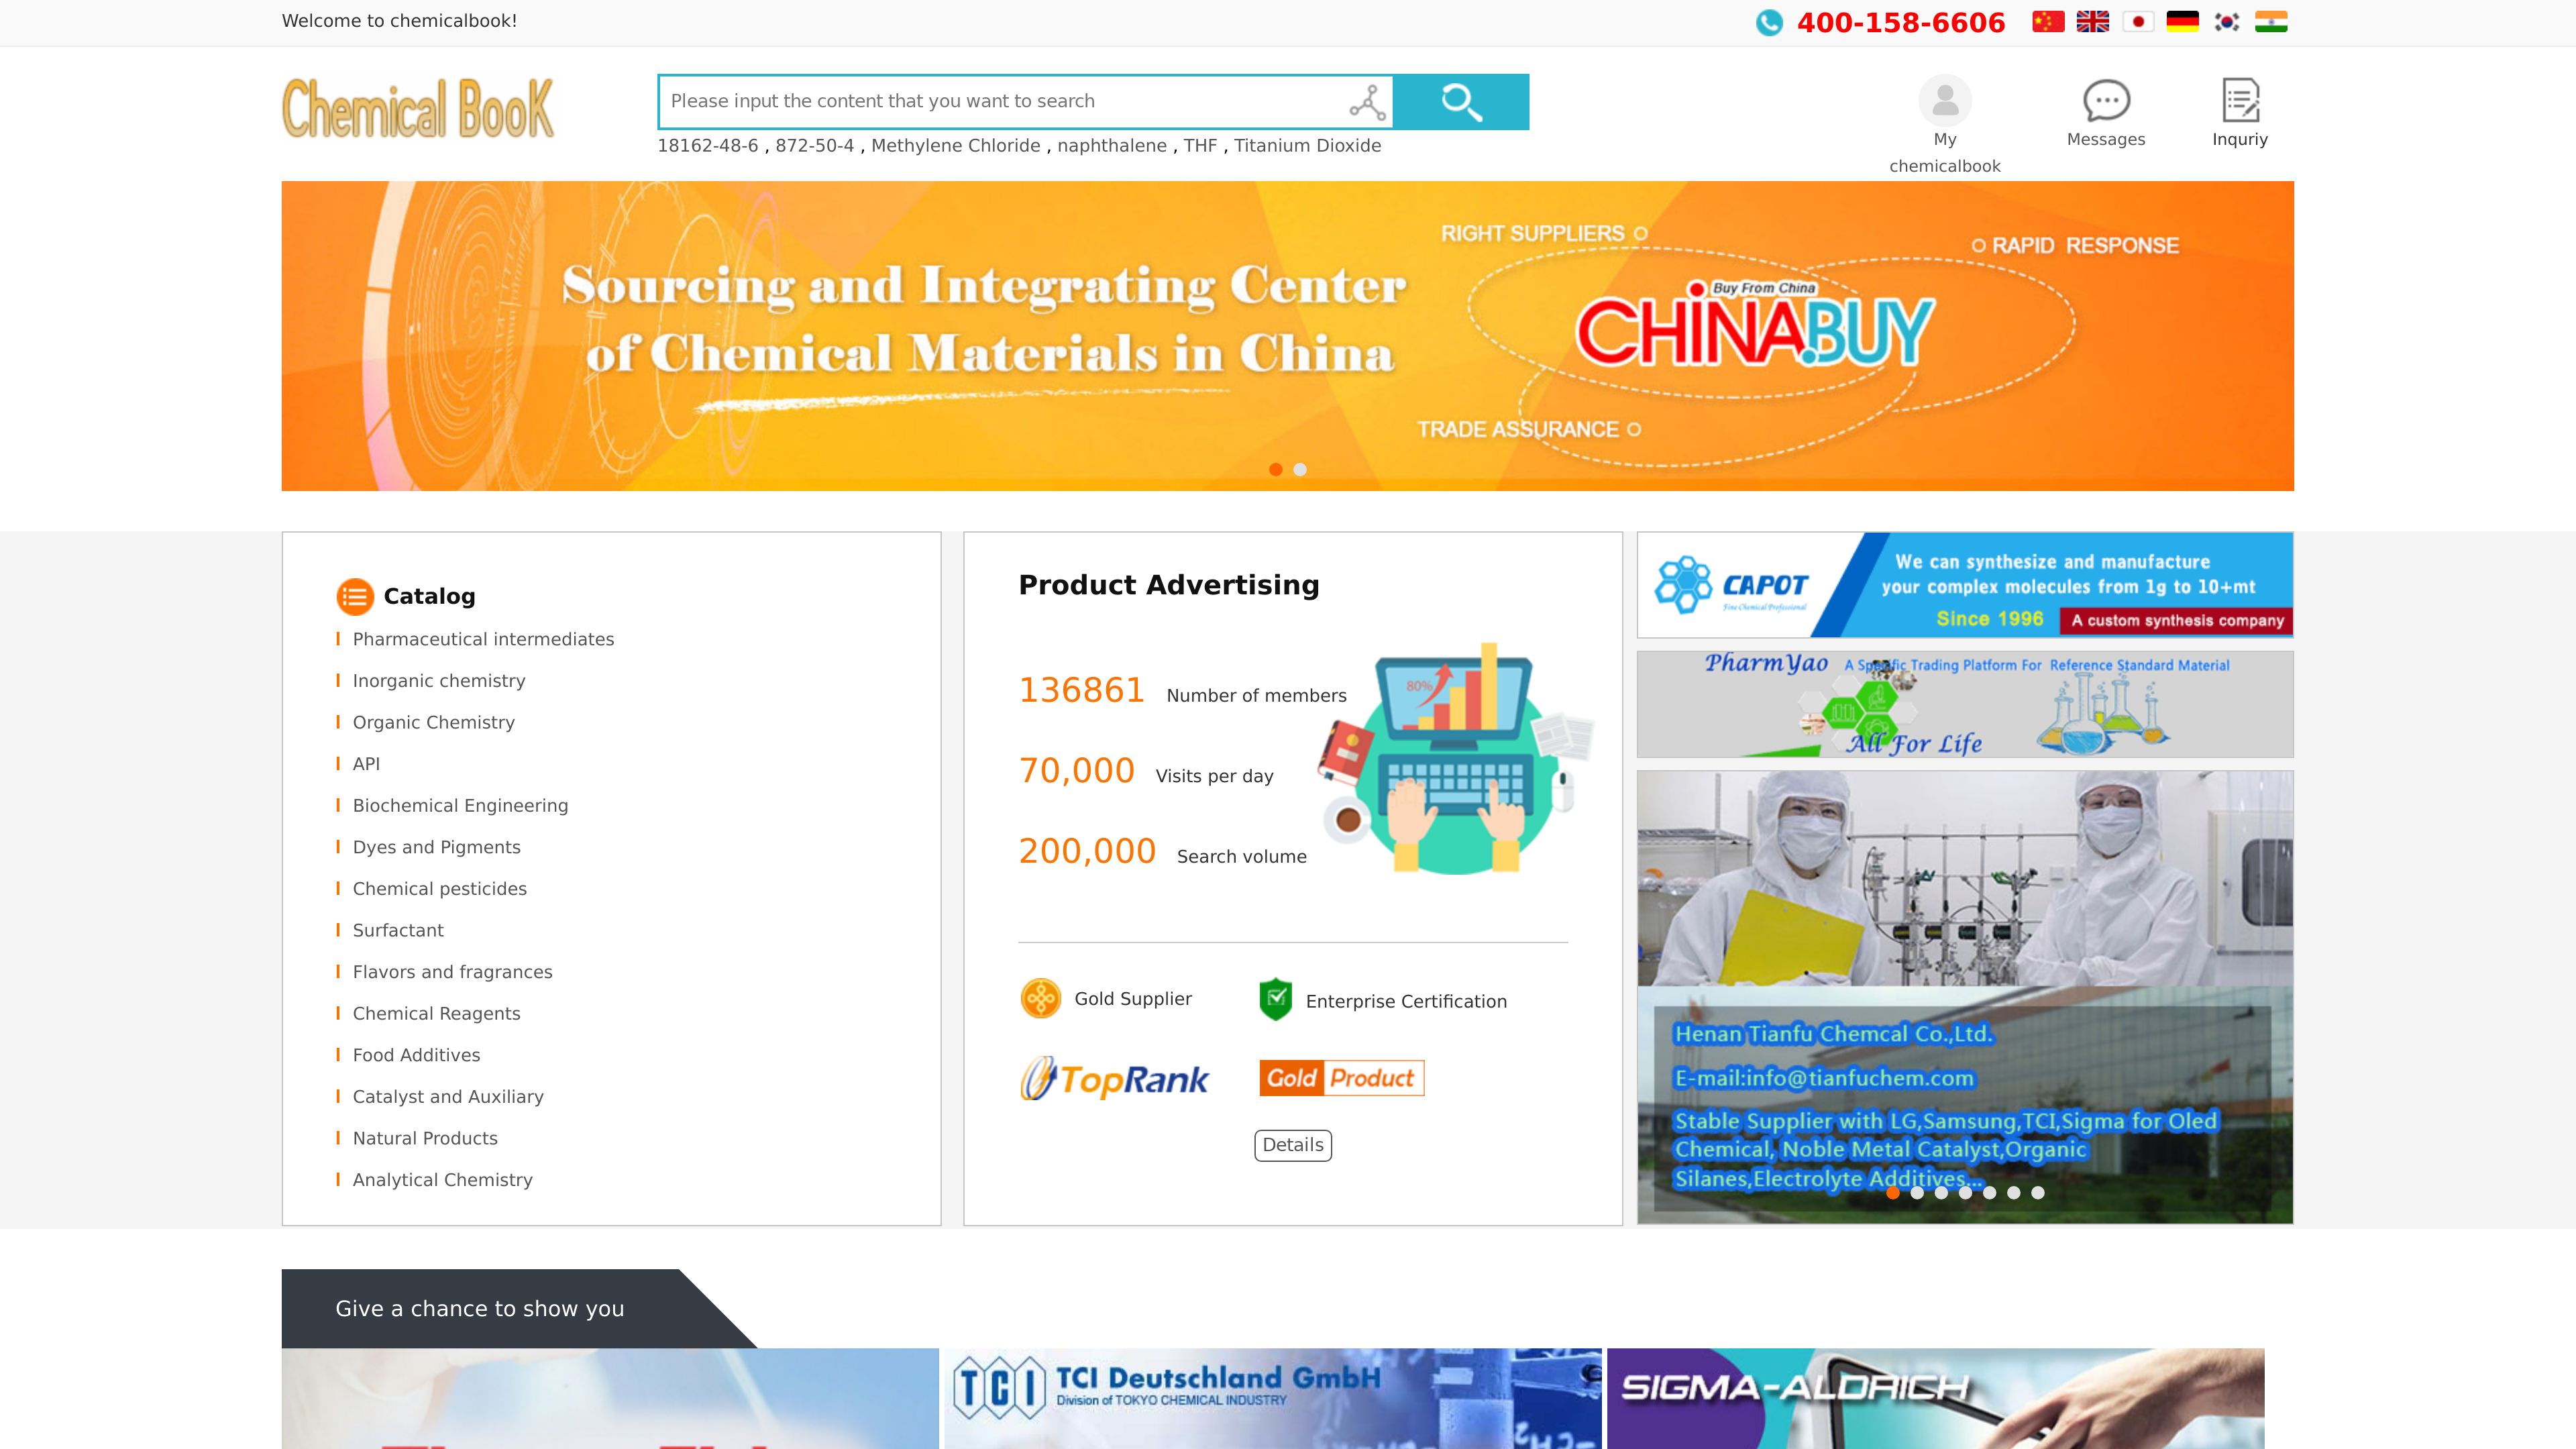 Welcome to chemicalbook!
400-158-6606
Chemical BooK
Please input the content that you want to search
18162-48-6 , 872-50-4 , Methylene Chloride , naphthalene , THF , Titanium Dioxide
My
chemicalbook
Messages
Inquriy
Sourcing and Integrating Center
of Chemical Materials in China
RIGHT SUPPLIERS
RAPID RESPONSE
Buy From China
CHINA.BUY
TRADE ASSURANCE
Catalog
Pharmaceutical intermediates
Inorganic chemistry
Organic Chemistry
API
Biochemical Engineering
Dyes and Pigments
Chemical pesticides
Surfactant
Flavors and fragrances
Chemical Reagents
Food Additives
Catalyst and Auxiliary
Natural Products
Analytical Chemistry
Product Advertising
136861 Number of members
70,000 Visits per day
200,000 Search volume
80%
Gold Supplier
Enterprise Certification
TopRank
Gold Product
Details
CAPOT
Fine Chemical Professional
We can synthesize and manufacture
your complex molecules from 1g to 10+mt
Since 1996
A custom synthesis company
PharmYao
A Specific Trading Platform For Reference Standard Material
All For Life
Henan Tianfu Chemcal Co.,Ltd.
E-mail:info@tianfuchem.com
Stable Supplier with LG,Samsung,TCI,Sigma for Oled
Chemical, Noble Metal Catalyst,Organic
Silanes,Electrolyte Additives...
Give a chance to show you
TCI
TCI Deutschland GmbH
Division of TOKYO CHEMICAL INDUSTRY
SIGMA-ALDRICH